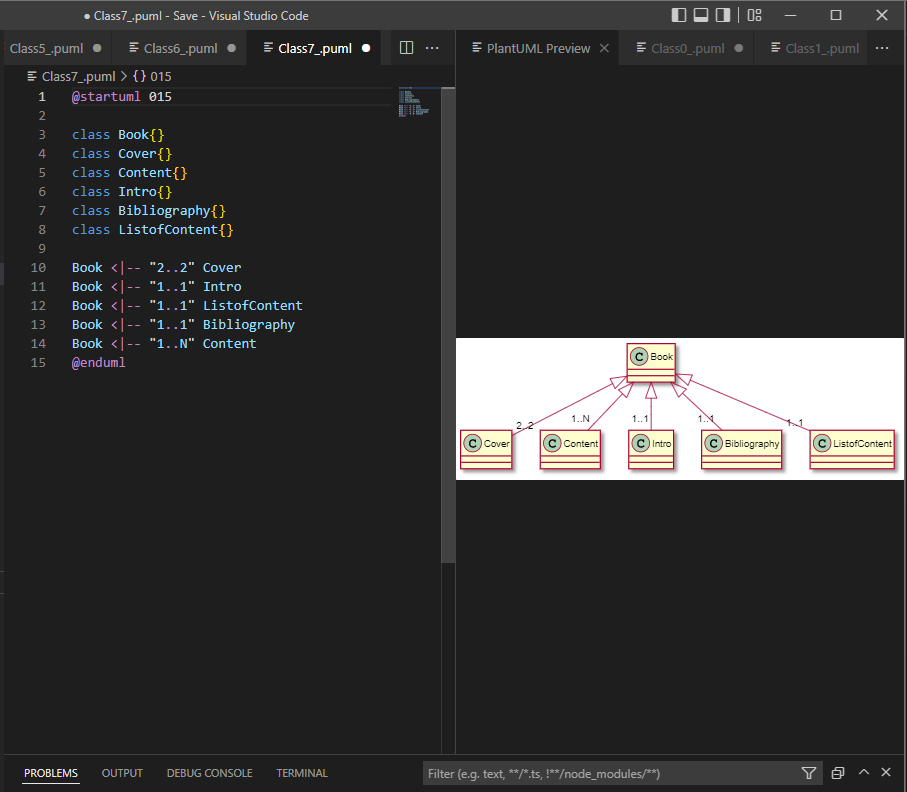 ● Class7_.puml - Save - Visual Studio Code
Class5_.puml ● Class6_.puml ● Class7_.puml ● ···
PlantUML Preview × Class0_.puml ● Class1_.puml ···
Class7_.puml > {} 015
1 @startuml 015
2
3 class Book{}
4 class Cover{}
5 class Content{}
6 class Intro{}
7 class Bibliography{}
8 class ListofContent{}
9
10 Book <|-- "2..2" Cover
11 Book <|-- "1..1" Intro
12 Book <|-- "1..1" ListofContent
13 Book <|-- "1..1" Bibliography
14 Book <|-- "1..N" Content
15 @enduml
C Book
2..2 1..N 1..1 1..1 1..1
C Cover C Content C Intro C Bibliography C ListofContent
PROBLEMS OUTPUT DEBUG CONSOLE TERMINAL Filter (e.g. text, **/*.ts, !**/node_modules/**)